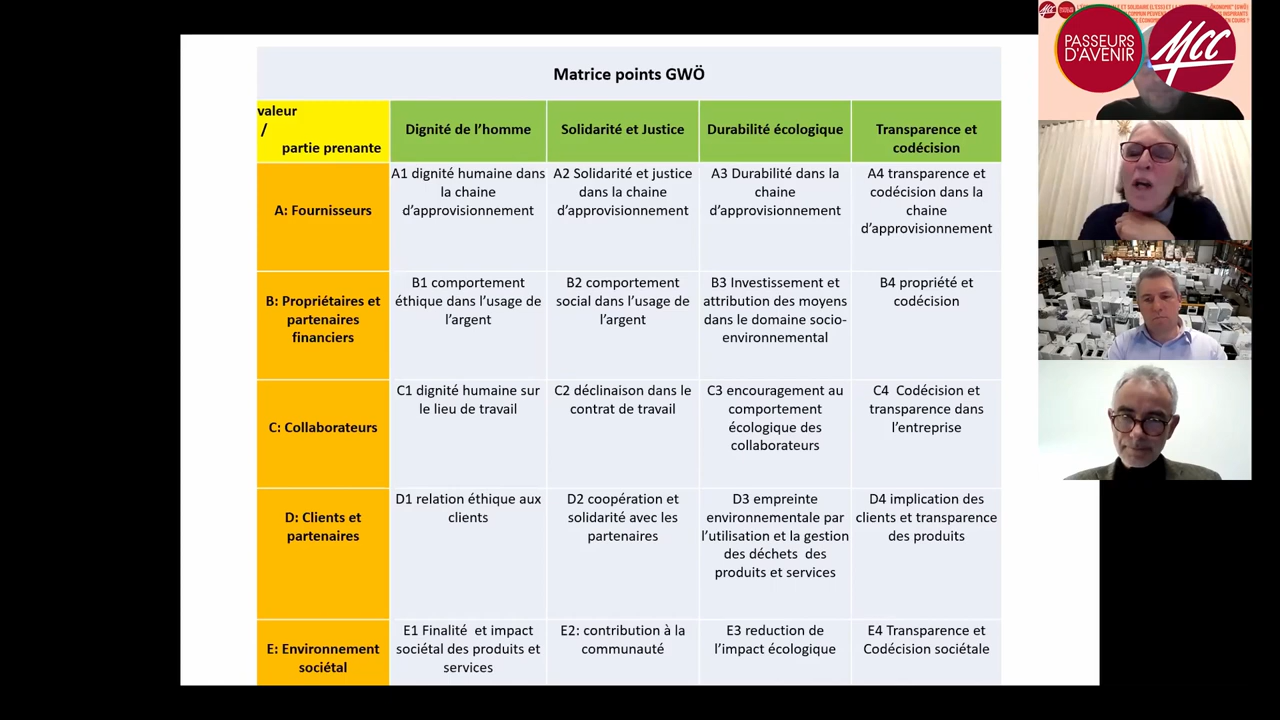 Matrice points GWÖ
valeur
/
partie prenante
Dignité de l'homme
Solidarité et Justice
Durabilité écologique
Transparence et
codécision
A: Fournisseurs
A1 dignité humaine dans
la chaine
d'approvisionnement
A2 Solidarité et justice
dans la chaine
d'approvisionnement
A3 Durabilité dans la
chaine
d'approvisionnement
A4 transparence et
codécision dans la
chaine
d'approvisionnement
B: Propriétaires et
partenaires
financiers
B1 comportement
éthique dans l'usage de
l'argent
B2 comportement
social dans l'usage de
l'argent
B3 Investissement et
attribution des moyens
dans le domaine socio-
environnemental
B4 propriété et
codécision
C: Collaborateurs
C1 dignité humaine sur
le lieu de travail
C2 déclinaison dans le
contrat de travail
C3 encouragement au
comportement
écologique des
collaborateurs
C4  Codécision et
transparence dans
l'entreprise
D: Clients et
partenaires
D1 relation éthique aux
clients
D2 coopération et
solidarité avec les
partenaires
D3 empreinte
environnementale par
l'utilisation et la gestion
des déchets  des
produits et services
D4 implication des
clients et transparence
des produits
E: Environnement
sociétal
E1 Finalité  et impact
sociétal des produits et
services
E2: contribution à la
communauté
E3 reduction de
l'impact écologique
E4 Transparence et
Codécision sociétale
PASSEURS
D'AVENIR
MCC